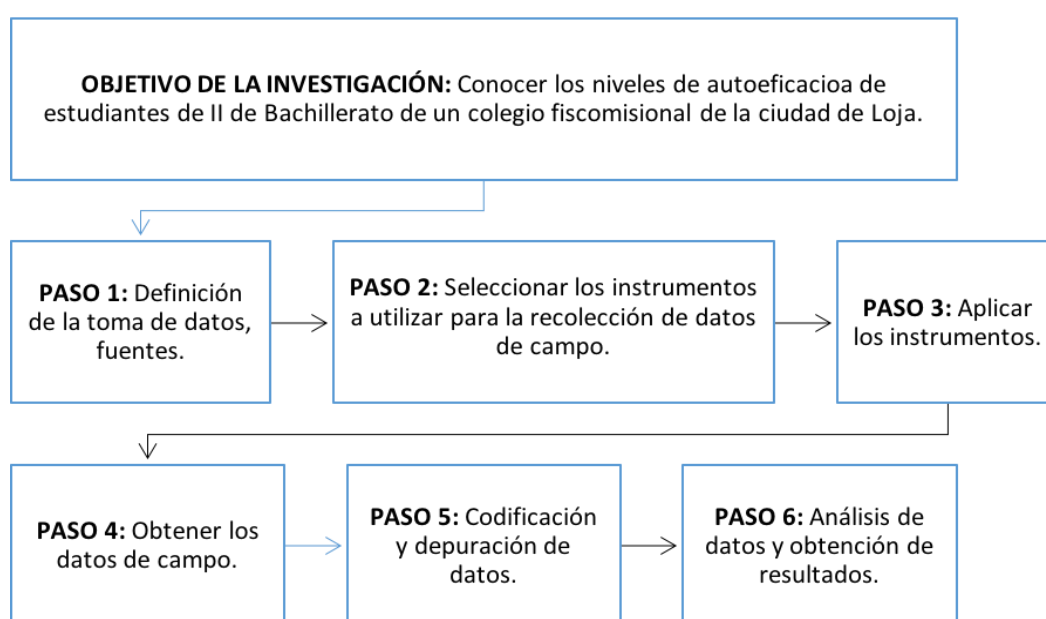 OBJETIVO DE LA INVESTIGACIÓN: Conocer los niveles de autoeficacioa de
estudiantes de II de Bachillerato de un colegio fiscomisional de la ciudad de Loja.
PASO 1: Definición
de la toma de datos,
fuentes.
PASO 2: Seleccionar los instrumentos
a utilizar para la recolección de datos
de campo.
PASO 3: Aplicar
los instrumentos.
PASO 4: Obtener los
datos de campo.
PASO 5: Codificación
y depuración de
datos.
PASO 6: Análisis de
datos y obtención de
resultados.